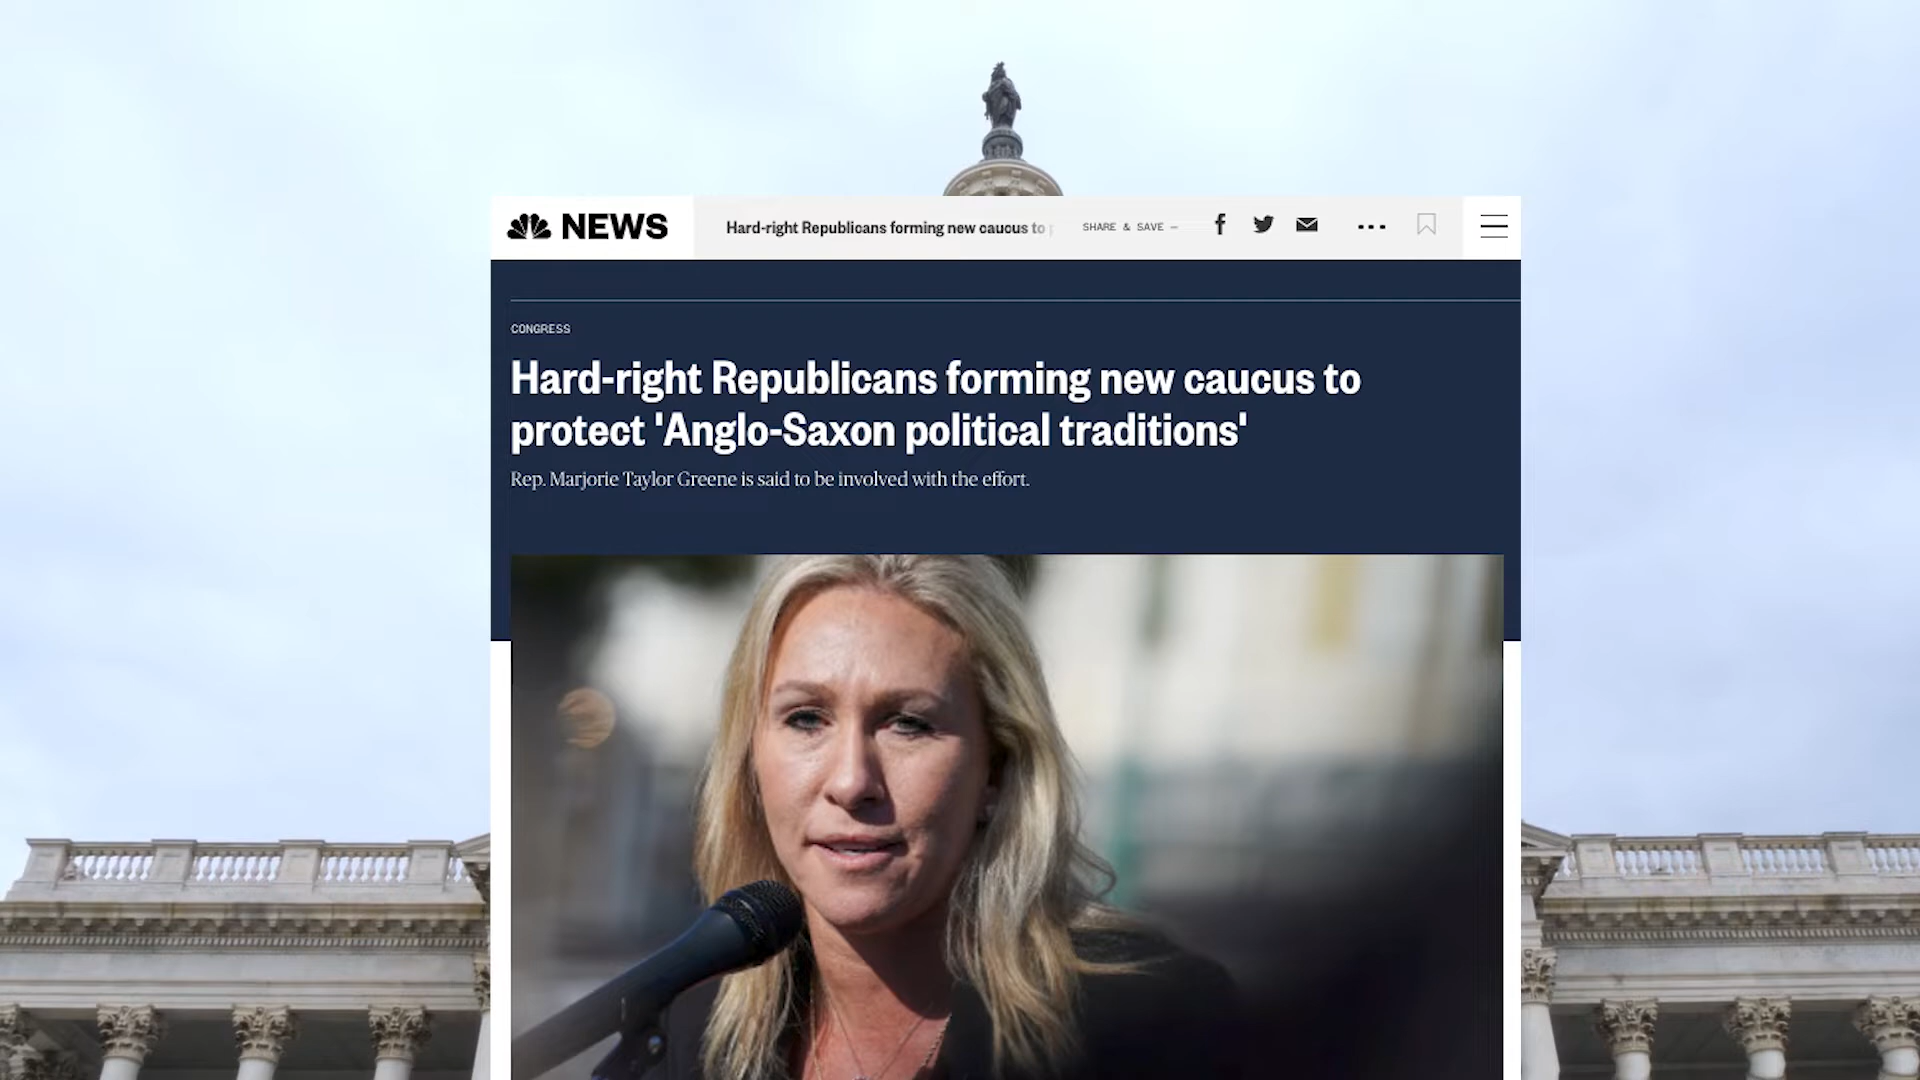 NEWS
Hard-right Republicans forming new caucus to
SHARE & SAVE —
CONGRESS
Hard-right Republicans forming new caucus to
protect 'Anglo-Saxon political traditions'
Rep. Marjorie Taylor Greene is said to be involved with the effort.